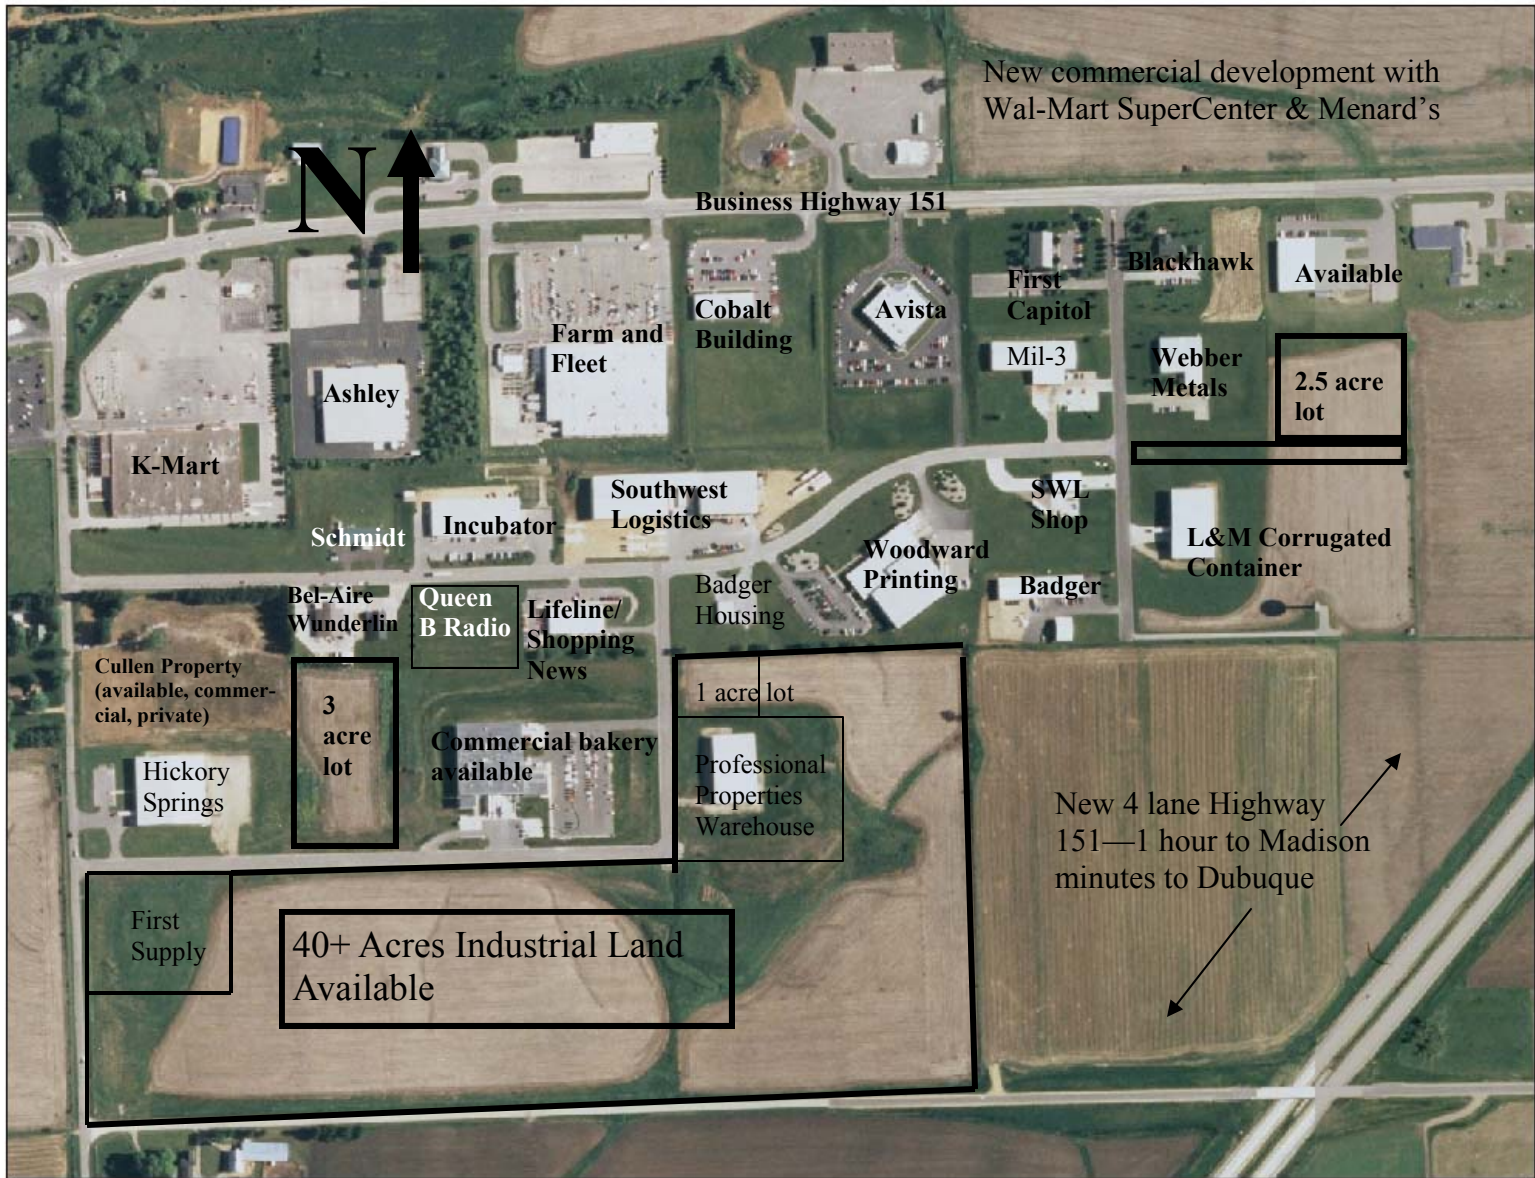 New commercial development with
Wal-Mart SuperCenter & Menard's
N
Business Highway 151
Blackhawk
Available
First
Capitol
Cobalt
Building
Avista
Farm and
Fleet
Mil-3
Webber
Metals
2.5 acre
lot
Ashley
K-Mart
Southwest
Logistics
SWL
Shop
Incubator
Schmidt
L&M Corrugated
Container
Woodward
Printing
Badger
Badger
Housing
Bel-Aire
Wunderlin
Queen
B Radio
Lifeline/
Shopping
News
Cullen Property
(available, commer-
cial, private)
3
acre
lot
1 acre lot
Commercial bakery
available
Hickory
Springs
Professional
Properties
Warehouse
New 4 lane Highway
151—1 hour to Madison
minutes to Dubuque
First
Supply
40+ Acres Industrial Land
Available